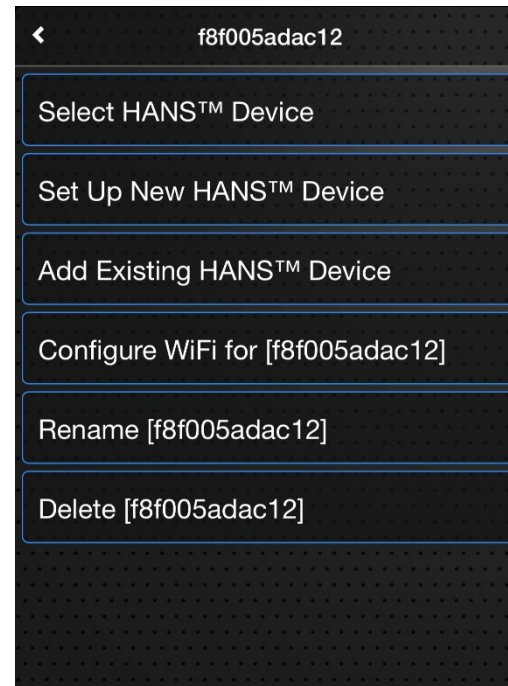 f8f005adac12
Select HANS™ Device
Set Up New HANS™ Device
Add Existing HANS™ Device
Configure WiFi for [f8f005adac12]
Rename [f8f005adac12]
Delete [f8f005adac12]